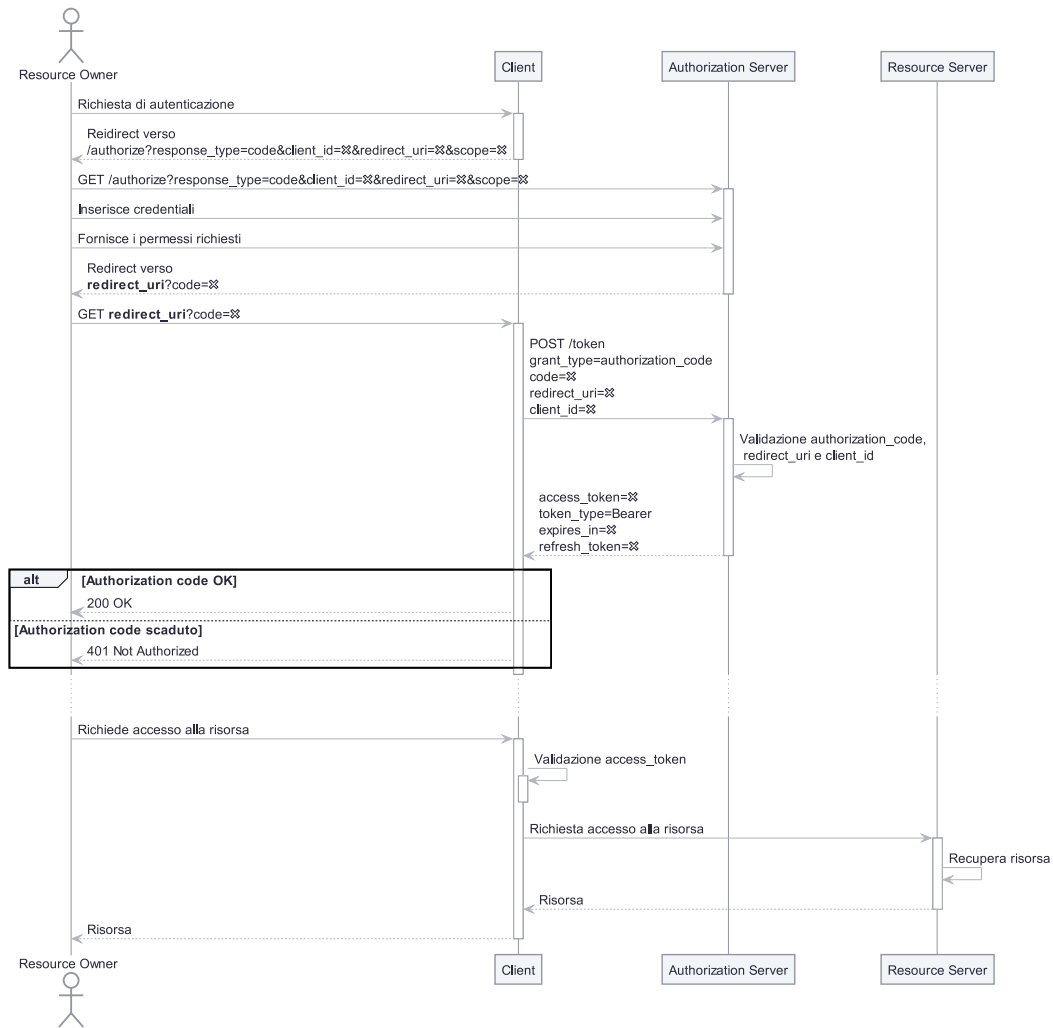 Resource Owner
Client
Authorization Server
Resource Server
Richiesta di autenticazione
Reidirect verso
/authorize?response_type=code&client_id=⌘&redirect_uri=⌘&scope=⌘
GET /authorize?response_type=code&client_id=⌘&redirect_uri=⌘&scope=⌘
Inserisce credentiali
Fornisce i permessi richiesti
Redirect verso
redirect_uri?code=⌘
GET redirect_uri?code=⌘
POST /token
grant_type=authorization_code
code=⌘
redirect_uri=⌘
client_id=⌘
Validazione authorization_code,
redirect_uri e client_id
access_token=⌘
token_type=Bearer
expires_in=⌘
refresh_token=⌘
alt
[Authorization code OK]
200 OK
[Authorization code scaduto]
401 Not Authorized
Richiede accesso alla risorsa
Validazione access_token
Richiesta accesso alla risorsa
Recupera risorsa
Risorsa
Risorsa
Resource Owner
Client
Authorization Server
Resource Server